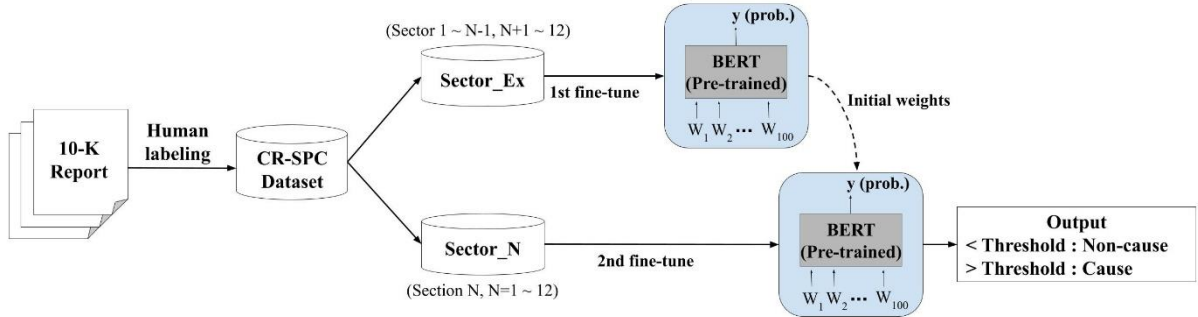 10-K
Report
Human
labeling
CR-SPC
Dataset
(Sector 1 ~ N-1, N+1 ~ 12)
Sector_Ex
1st fine-tune
y (prob.)
BERT
(Pre-trained)
W1 W2 ••• W100
Initial weights
Sector_N
(Section N, N=1 ~ 12)
2nd fine-tune
y (prob.)
BERT
(Pre-trained)
W1 W2 ••• W100
Output
< Threshold : Non-cause
> Threshold : Cause